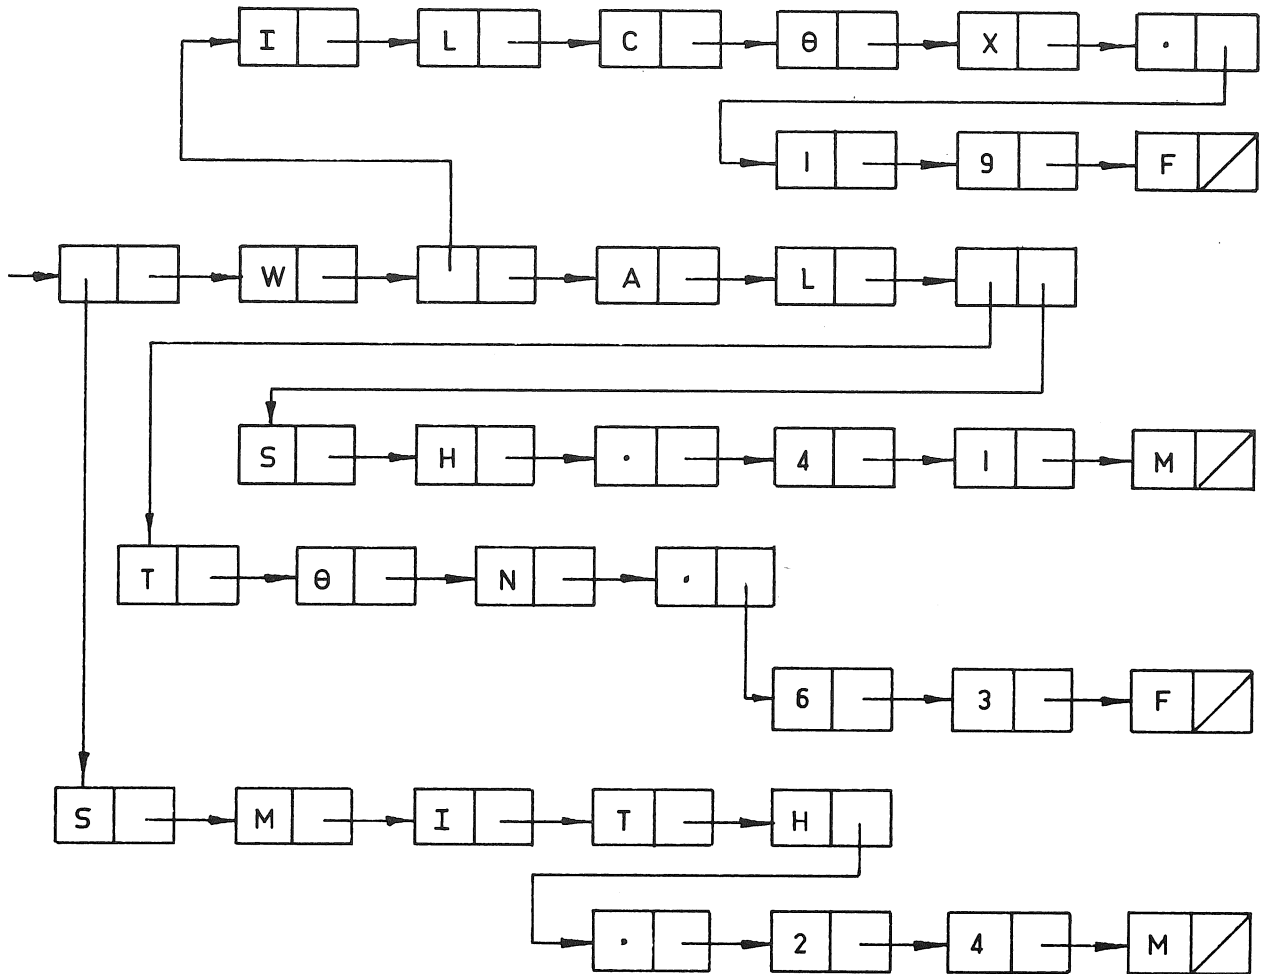 I L C θ X .
I 9 F
W A L
S H . 4 I M
T θ N .
6 3 F
S M I T H
. 2 4 M